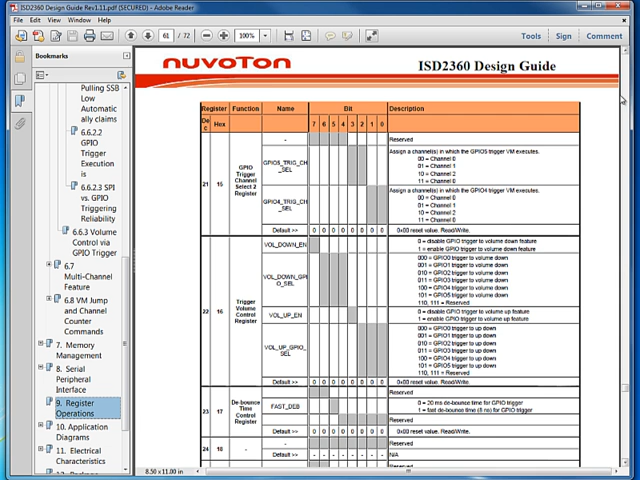 ISD2360 Design Guide Rev1.11.pdf (SECURED) - Adobe Reader
File Edit View Window Help
61 / 72 100% Tools Sign Comment
Bookmarks
Pulling SSB
Low
Automatic
ally claims
6.6.2.2
GPIO
Trigger
Execution
is
6.6.2.3 SPI
vs. GPIO
Triggering
Reliability
6.6.3 Volume
Control via
GPIO Trigger
6.7
Multi-Channel
Feature
6.8 VM Jump
and Channel
Counter
Commands
7. Memory
Management
8. Serial
Peripheral
Interface
9. Register
Operations
10. Application
Diagrams
11. Electrical
Characteristics
nuvoTon
ISD2360 Design Guide
Register Function Name Bit Description
De
c Hex 7 6 5 4 3 2 1 0
- Reserved
21 15 GPIO
Trigger
Channel
Select 2
Register
GPIO5_TRIG_CH
_SEL
Assign a channel(s) in which the GPIO5 trigger VM executes.
00 = Channel 0
01 = Channel 1
10 = Channel 2
11 = Channel 0
GPIO4_TRIG_CH
_SEL
Assign a channel(s) in which the GPIO4 trigger VM executes.
00 = Channel 0
01 = Channel 1
10 = Channel 2
11 = Channel 0
Default >> 0 0 0 0 0 0 0 0 0x00 reset value. Read/Write.
22 16 Trigger
Volume
Control
Register
VOL_DOWN_EN
0 = disable GPIO trigger to volume down feature
1 = enable GPIO trigger to volume down feature
VOL_DOWN_GPI
O_SEL
000 = GPIO0 trigger to volume down
001 = GPIO1 trigger to volume down
010 = GPIO2 trigger to volume down
011 = GPIO3 trigger to volume down
100 = GPIO4 trigger to volume down
101 = GPIO5 trigger to volume down
110, 111 = Reserved
VOL_UP_EN
0 = disable GPIO trigger to volume up feature
1 = enable GPIO trigger to volume up feature
VOL_UP_GPIO_
SEL
000 = GPIO0 trigger to up down
001 = GPIO1 trigger to up down
010 = GPIO2 trigger to up down
011 = GPIO3 trigger to up down
100 = GPIO4 trigger to up down
101 = GPIO5 trigger to up down
110, 111 = Reserved
Default >> 0 0 0 0 0 0 0 0 0x00 reset value. Read/Write.
23 17 De-bounce
Time
Control
Register
Reserved
FAST_DEB
0 = 20 ms de-bounce time for GPIO trigger
Reserved
Default >> 0 0 0 0 0 0 0 0 0x00 reset value. Read/Write.
24 18 - - Reserved
Default >> - - - - - - - - N/A
Reserved
8.50 x 11.00 in